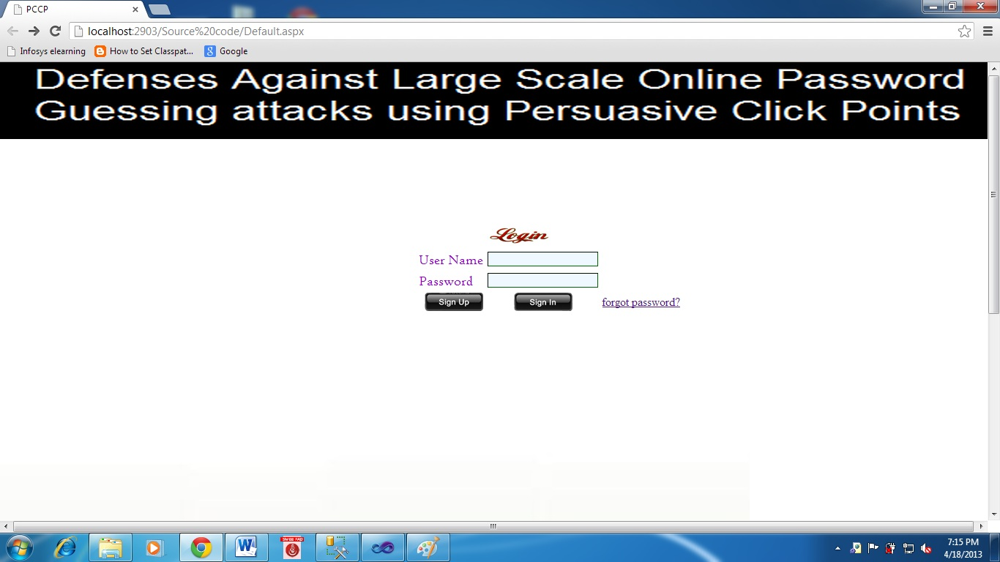 PCCP
localhost:2903/Source%20code/Default.aspx
Infosys elearning How to Set Classpat... Google
Defenses Against Large Scale Online Password
Guessing attacks using Persuasive Click Points
Login
User Name
Password
Sign Up Sign In forgot password?
7:15 PM
4/18/2013